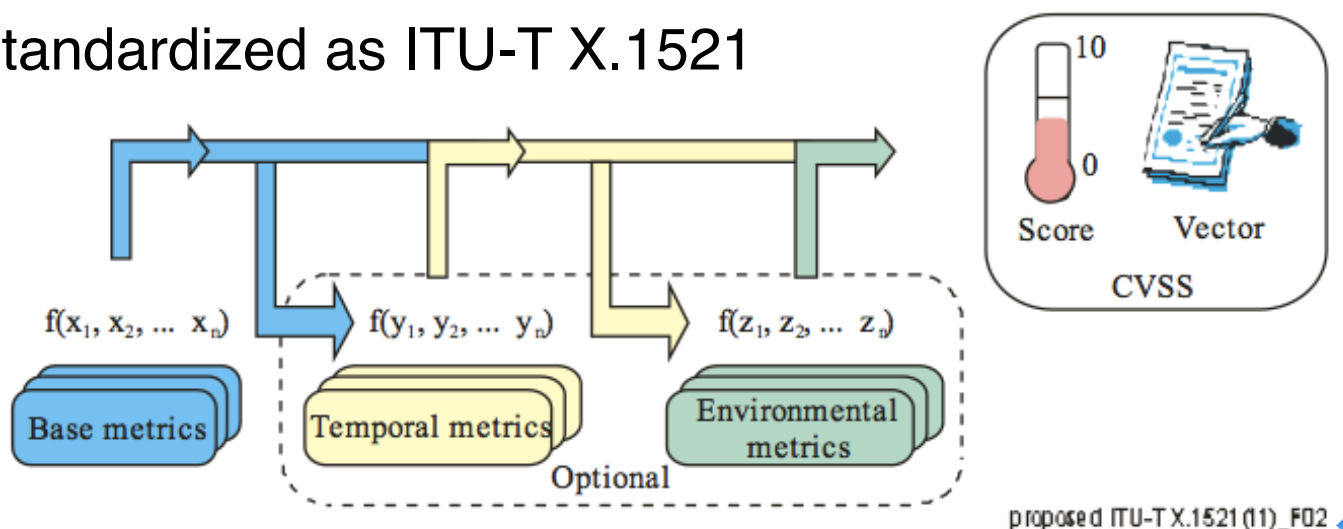 tandardized as ITU-T X.1521
10
0
Score Vector
CVSS
f(x₁, x₂, ... xₙ) f(y₁, y₂, ... yₙ) f(z₁, z₂, ... zₙ)
Base metrics Temporal metrics Environmental metrics
Optional
proposed ITU-T X.1521(11)_F02